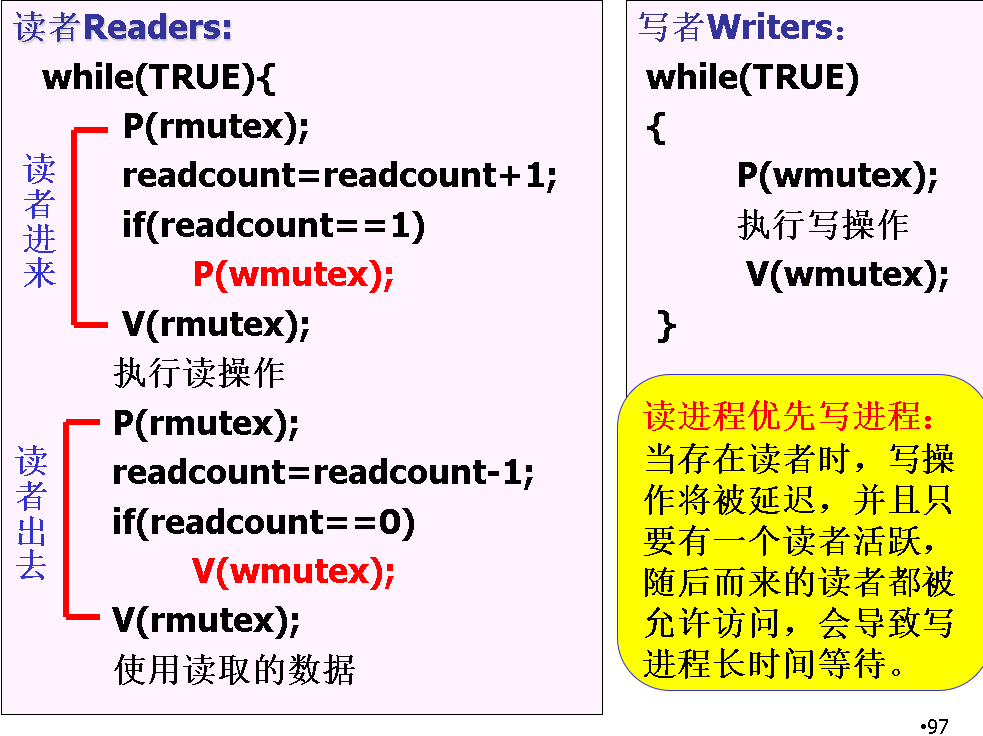 读者Readers:
while(TRUE){
P(rmutex);
readcount=readcount+1;
if(readcount==1)
P(wmutex);
V(rmutex);
执行读操作
P(rmutex);
readcount=readcount-1;
if(readcount==0)
V(wmutex);
V(rmutex);
使用读取的数据
读者进来
读者出去
写者Writers：
while(TRUE)
{
P(wmutex);
执行写操作
V(wmutex);
}
读进程优先写进程：
当存在读者时，写操
作将被延迟，并且只
要有一个读者活跃，
随后而来的读者都被
允许访问，会导致写
进程长时间等待。
•97